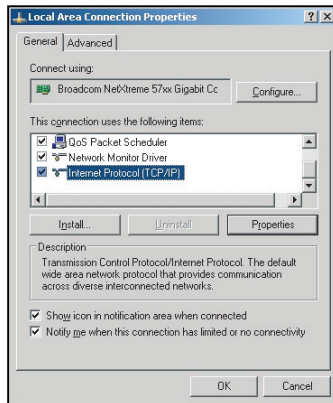 Local Area Connection Properties
General Advanced
Connect using:
Broadcom NetXtreme 57xx Gigabit Cc
Configure...
This connection uses the following items:
QoS Packet Scheduler
Network Monitor Driver
Internet Protocol (TCP/IP)
Install... Uninstall Properties
Description
Transmission Control Protocol/Internet Protocol. The default
wide area network protocol that provides communication
across diverse interconnected networks.
Show icon in notification area when connected
Notify me when this connection has limited or no connectivity
OK Cancel